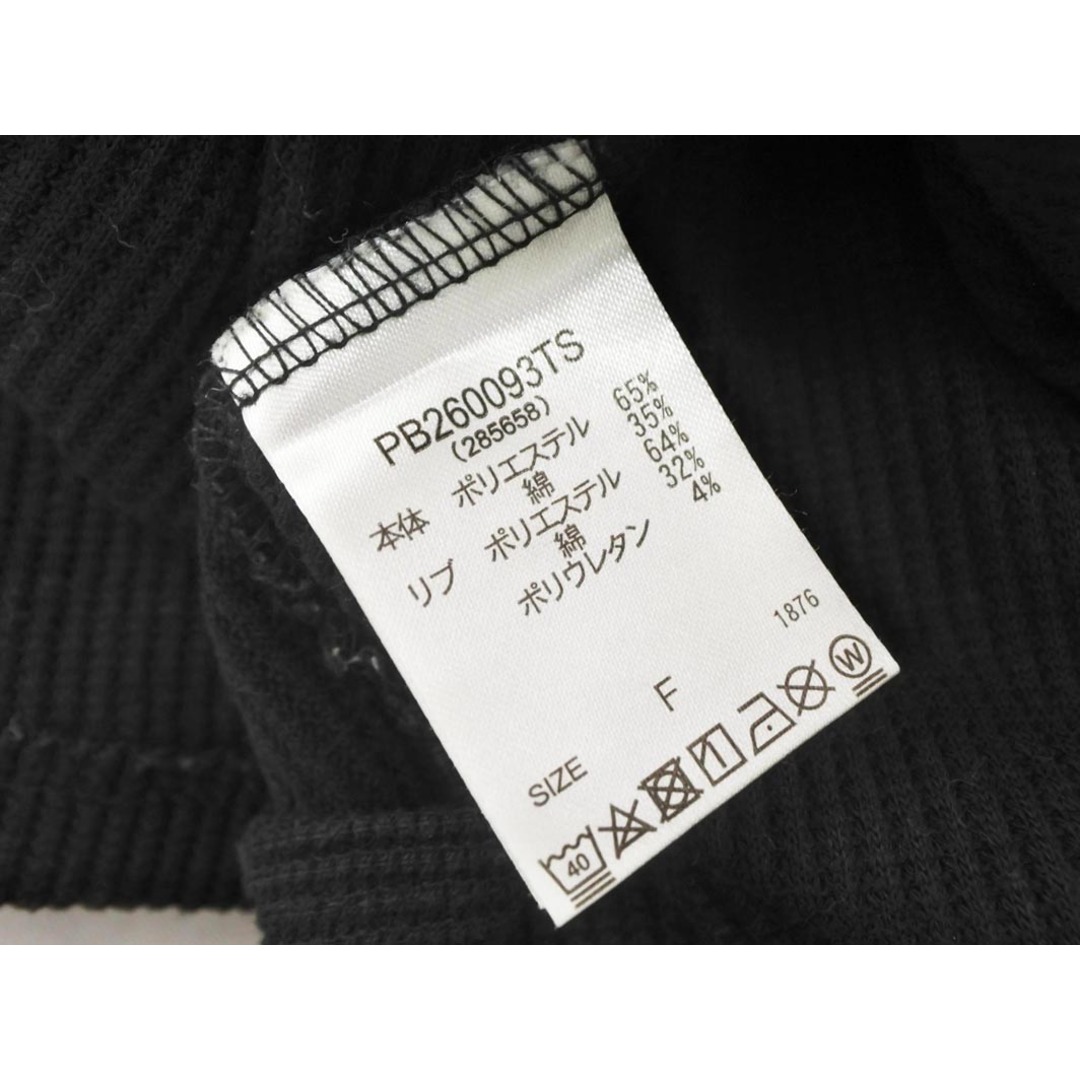 PB260093TS
(285658)
本体 ポリエステル 65%
綿 35%
リブ ポリエステル 64%
綿 32%
ポリウレタン 4%
1876
SIZE F
40
W